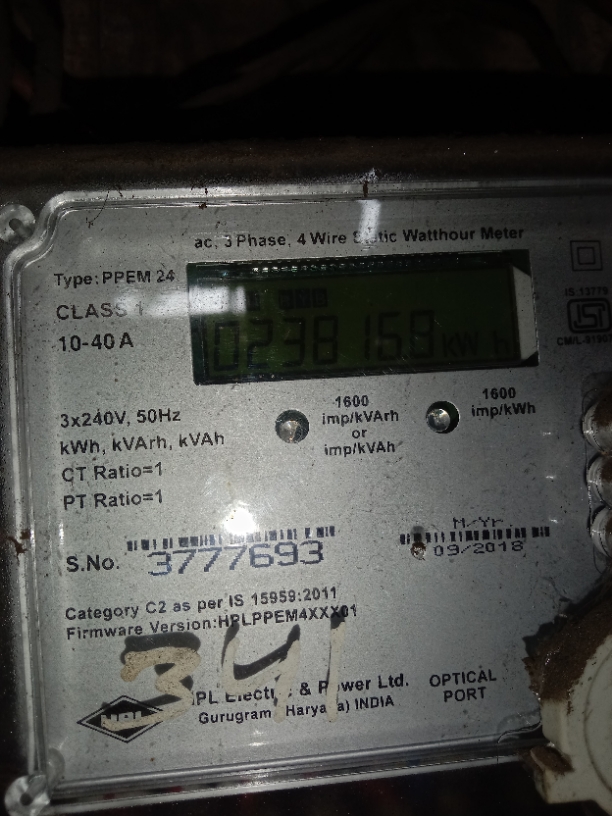 ac, 3 Phase, 4 Wire Static Watthour Meter
Type: PPEM 24
CLASS 1
10-40 A
kWh
3x240V, 50Hz
kWh, kVArh, kVAh
CT Ratio=1
PT Ratio=1
1600
imp/kVArh
or
imp/kVAh
1600
imp/kWh
IS 13779
S.No. 3777693
M/Yr
09/2018
Category C2 as per IS 15959:2011
Firmware Version:HPLPPEM4XXX01
341
HPL
HPL Electric & Power Ltd.
Gurugram (Haryana) INDIA
OPTICAL
PORT